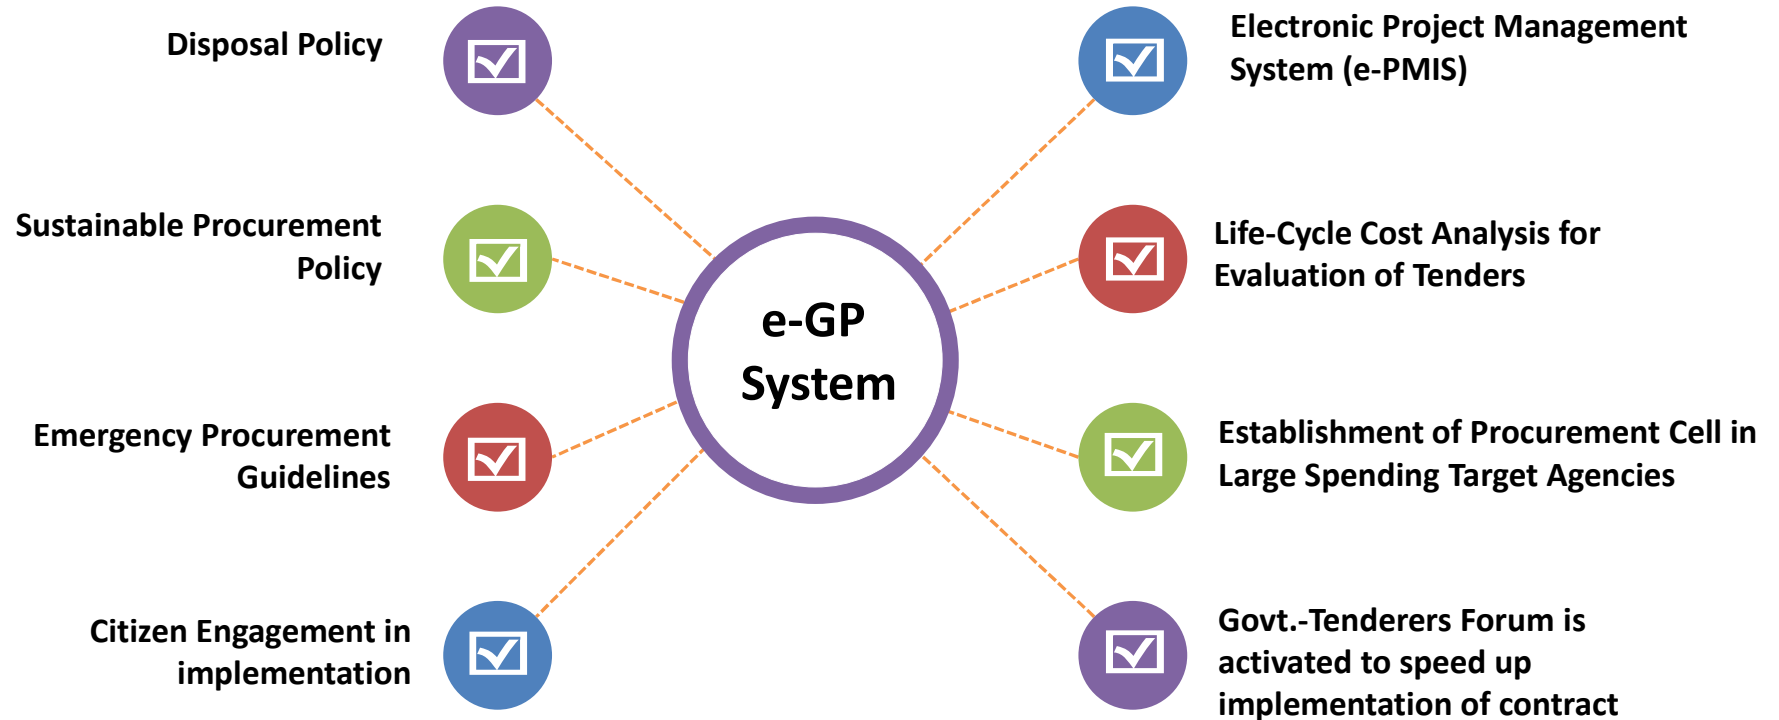 Disposal Policy
Sustainable Procurement
Policy
Emergency Procurement
Guidelines
Citizen Engagement in
implementation
e-GP
System
Electronic Project Management
System (e-PMIS)
Life-Cycle Cost Analysis for
Evaluation of Tenders
Establishment of Procurement Cell in
Large Spending Target Agencies
Govt.-Tenderers Forum is
activated to speed up
implementation of contract